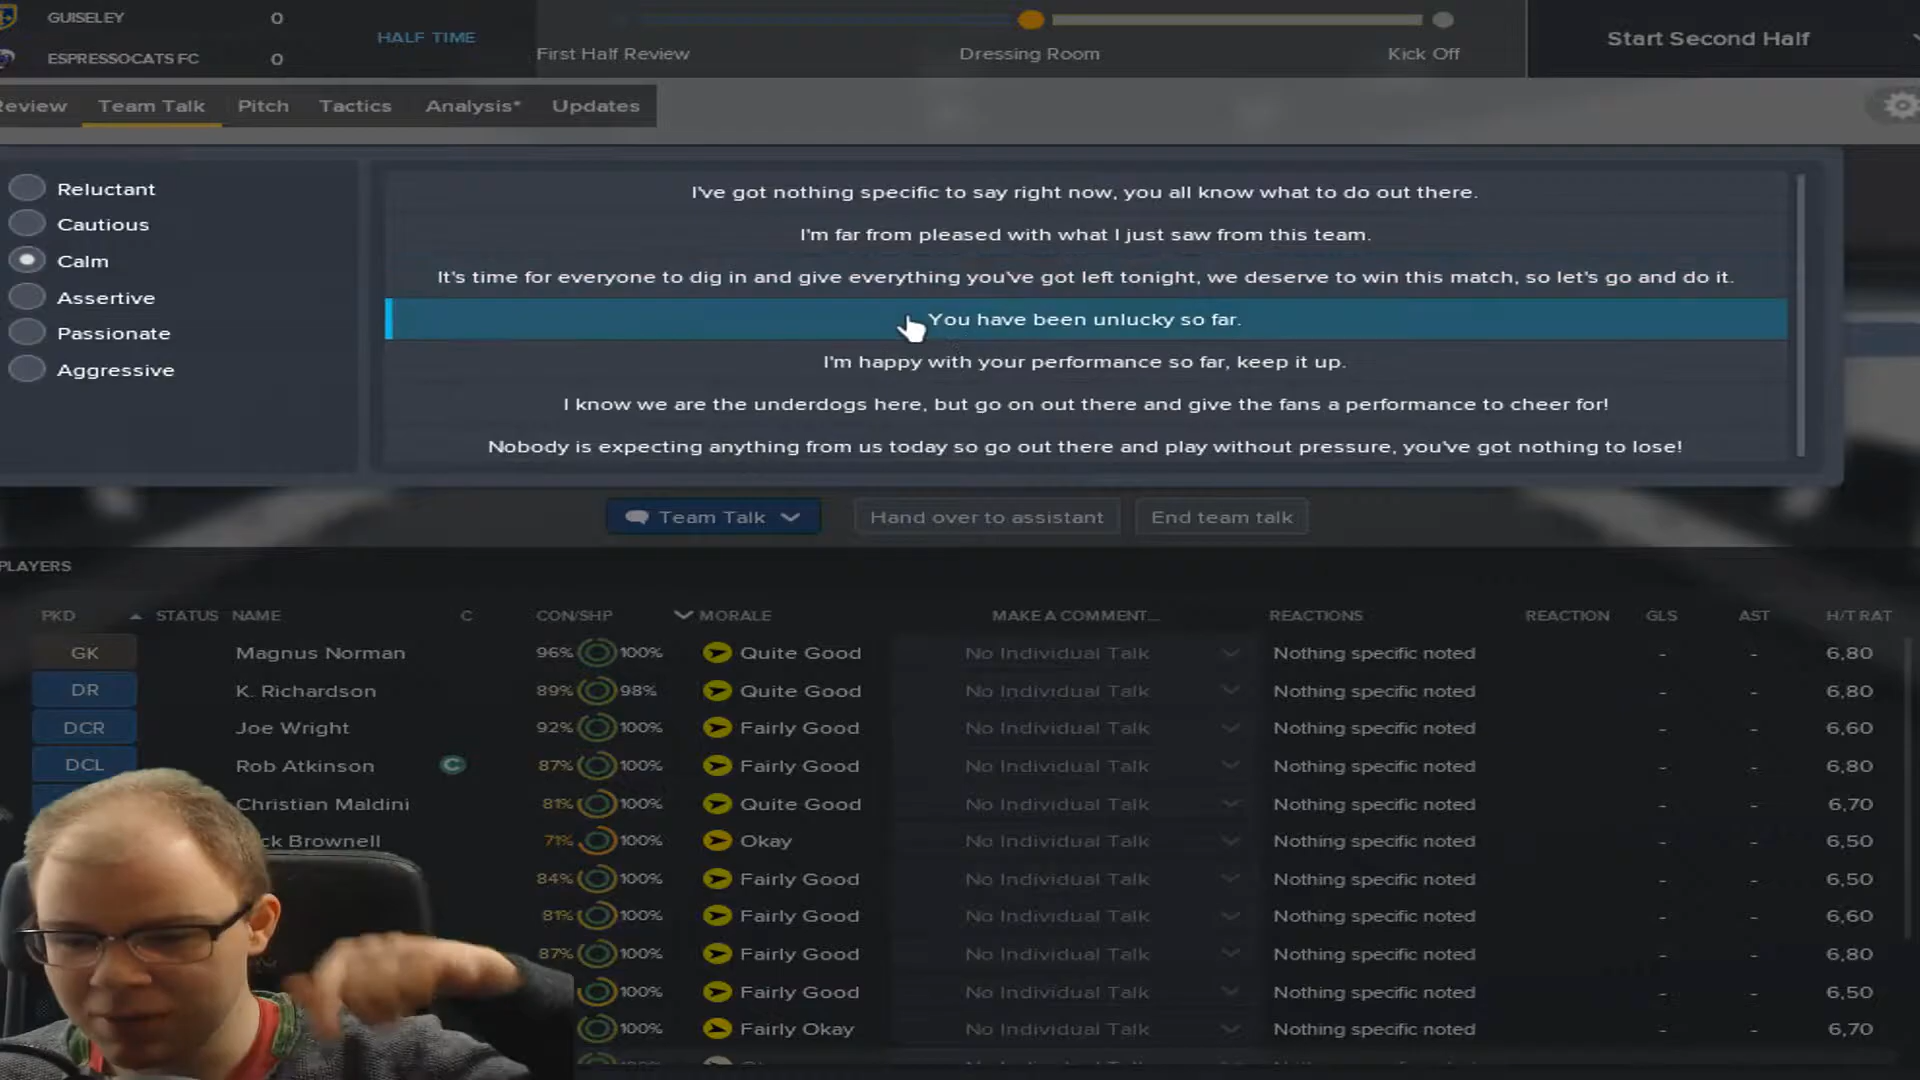 GUISELEY 0
ESPRESSOCATS FC 0
HALF TIME
First Half Review Dressing Room Kick Off
Start Second Half
Review Team Talk Pitch Tactics Analysis* Updates
Reluctant
Cautious
Calm
Assertive
Passionate
Aggressive
I've got nothing specific to say right now, you all know what to do out there.
I'm far from pleased with what I just saw from this team.
It's time for everyone to dig in and give everything you've got left tonight, we deserve to win this match, so let's go and do it.
You have been unlucky so far.
I'm happy with your performance so far, keep it up.
I know we are the underdogs here, but go on out there and give the fans a performance to cheer for!
Nobody is expecting anything from us today so go out there and play without pressure, you've got nothing to lose!
Team Talk Hand over to assistant End team talk
PLAYERS
PKD STATUS NAME C CON/SHP MORALE MAKE A COMMENT... REACTIONS REACTION GLS AST H/T RAT
GK Magnus Norman 96% 100% Quite Good No Individual Talk Nothing specific noted - - 6,80
DR K. Richardson 89% 98% Quite Good No Individual Talk Nothing specific noted - - 6,80
DCR Joe Wright 92% 100% Fairly Good No Individual Talk Nothing specific noted - - 6,60
DCL Rob Atkinson C 87% 100% Fairly Good No Individual Talk Nothing specific noted - - 6,80
Christian Maldini 81% 100% Quite Good No Individual Talk Nothing specific noted - - 6,70
ck Brownell 71% 100% Okay No Individual Talk Nothing specific noted - - 6,50
84% 100% Fairly Good No Individual Talk Nothing specific noted - - 6,50
81% 100% Fairly Good No Individual Talk Nothing specific noted - - 6,60
87% 100% Fairly Good No Individual Talk Nothing specific noted - - 6,80
100% Fairly Good No Individual Talk Nothing specific noted - - 6,50
100% Fairly Okay No Individual Talk Nothing specific noted - - 6,70